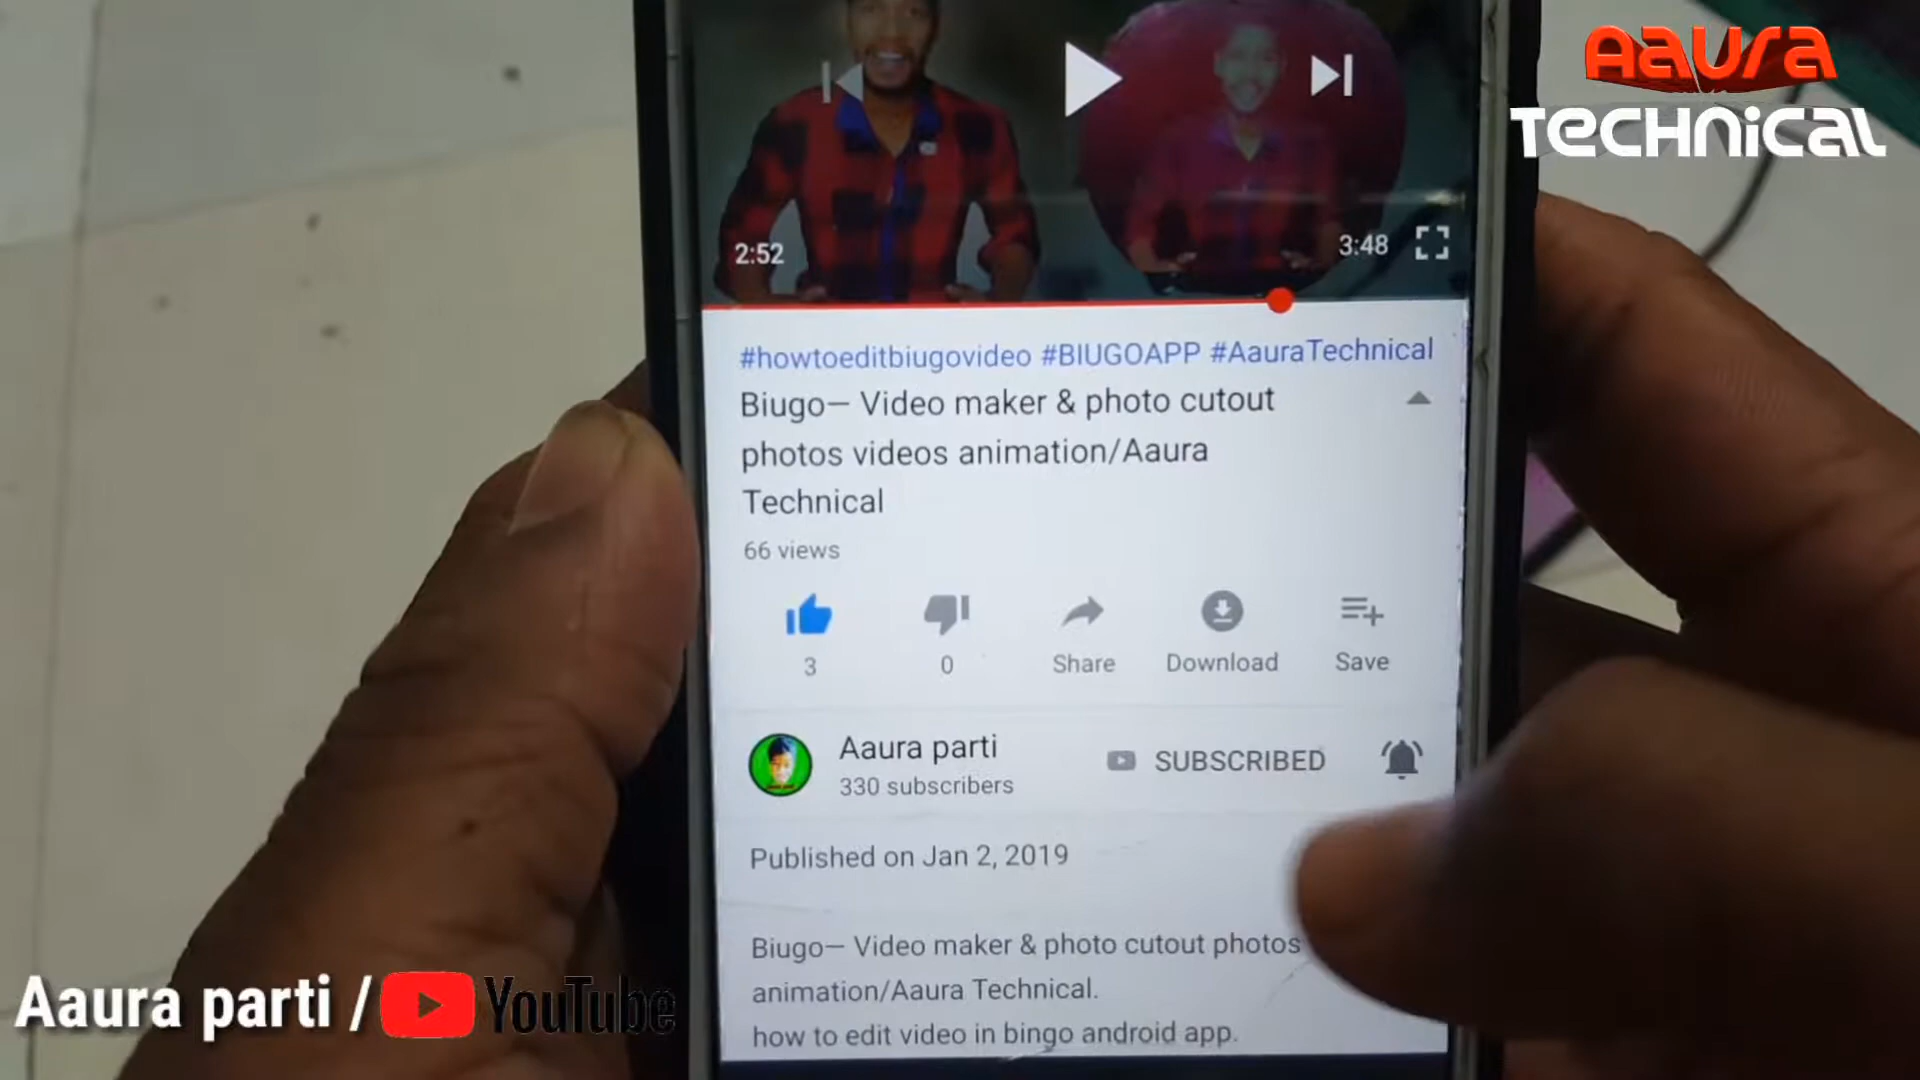 Aaura
TECHNiCAL
2:52
3:48
#howtoeditbiugovideo #BIUGOAPP #AauraTechnical
Biugo— Video maker & photo cutout
photos videos animation/Aaura
Technical
66 views
3
0
Share
Download
Save
Aaura parti
330 subscribers
SUBSCRIBED
Published on Jan 2, 2019
Biugo— Video maker & photo cutout photos
animation/Aaura Technical.
how to edit video in bingo android app.
Aaura parti / YouTube